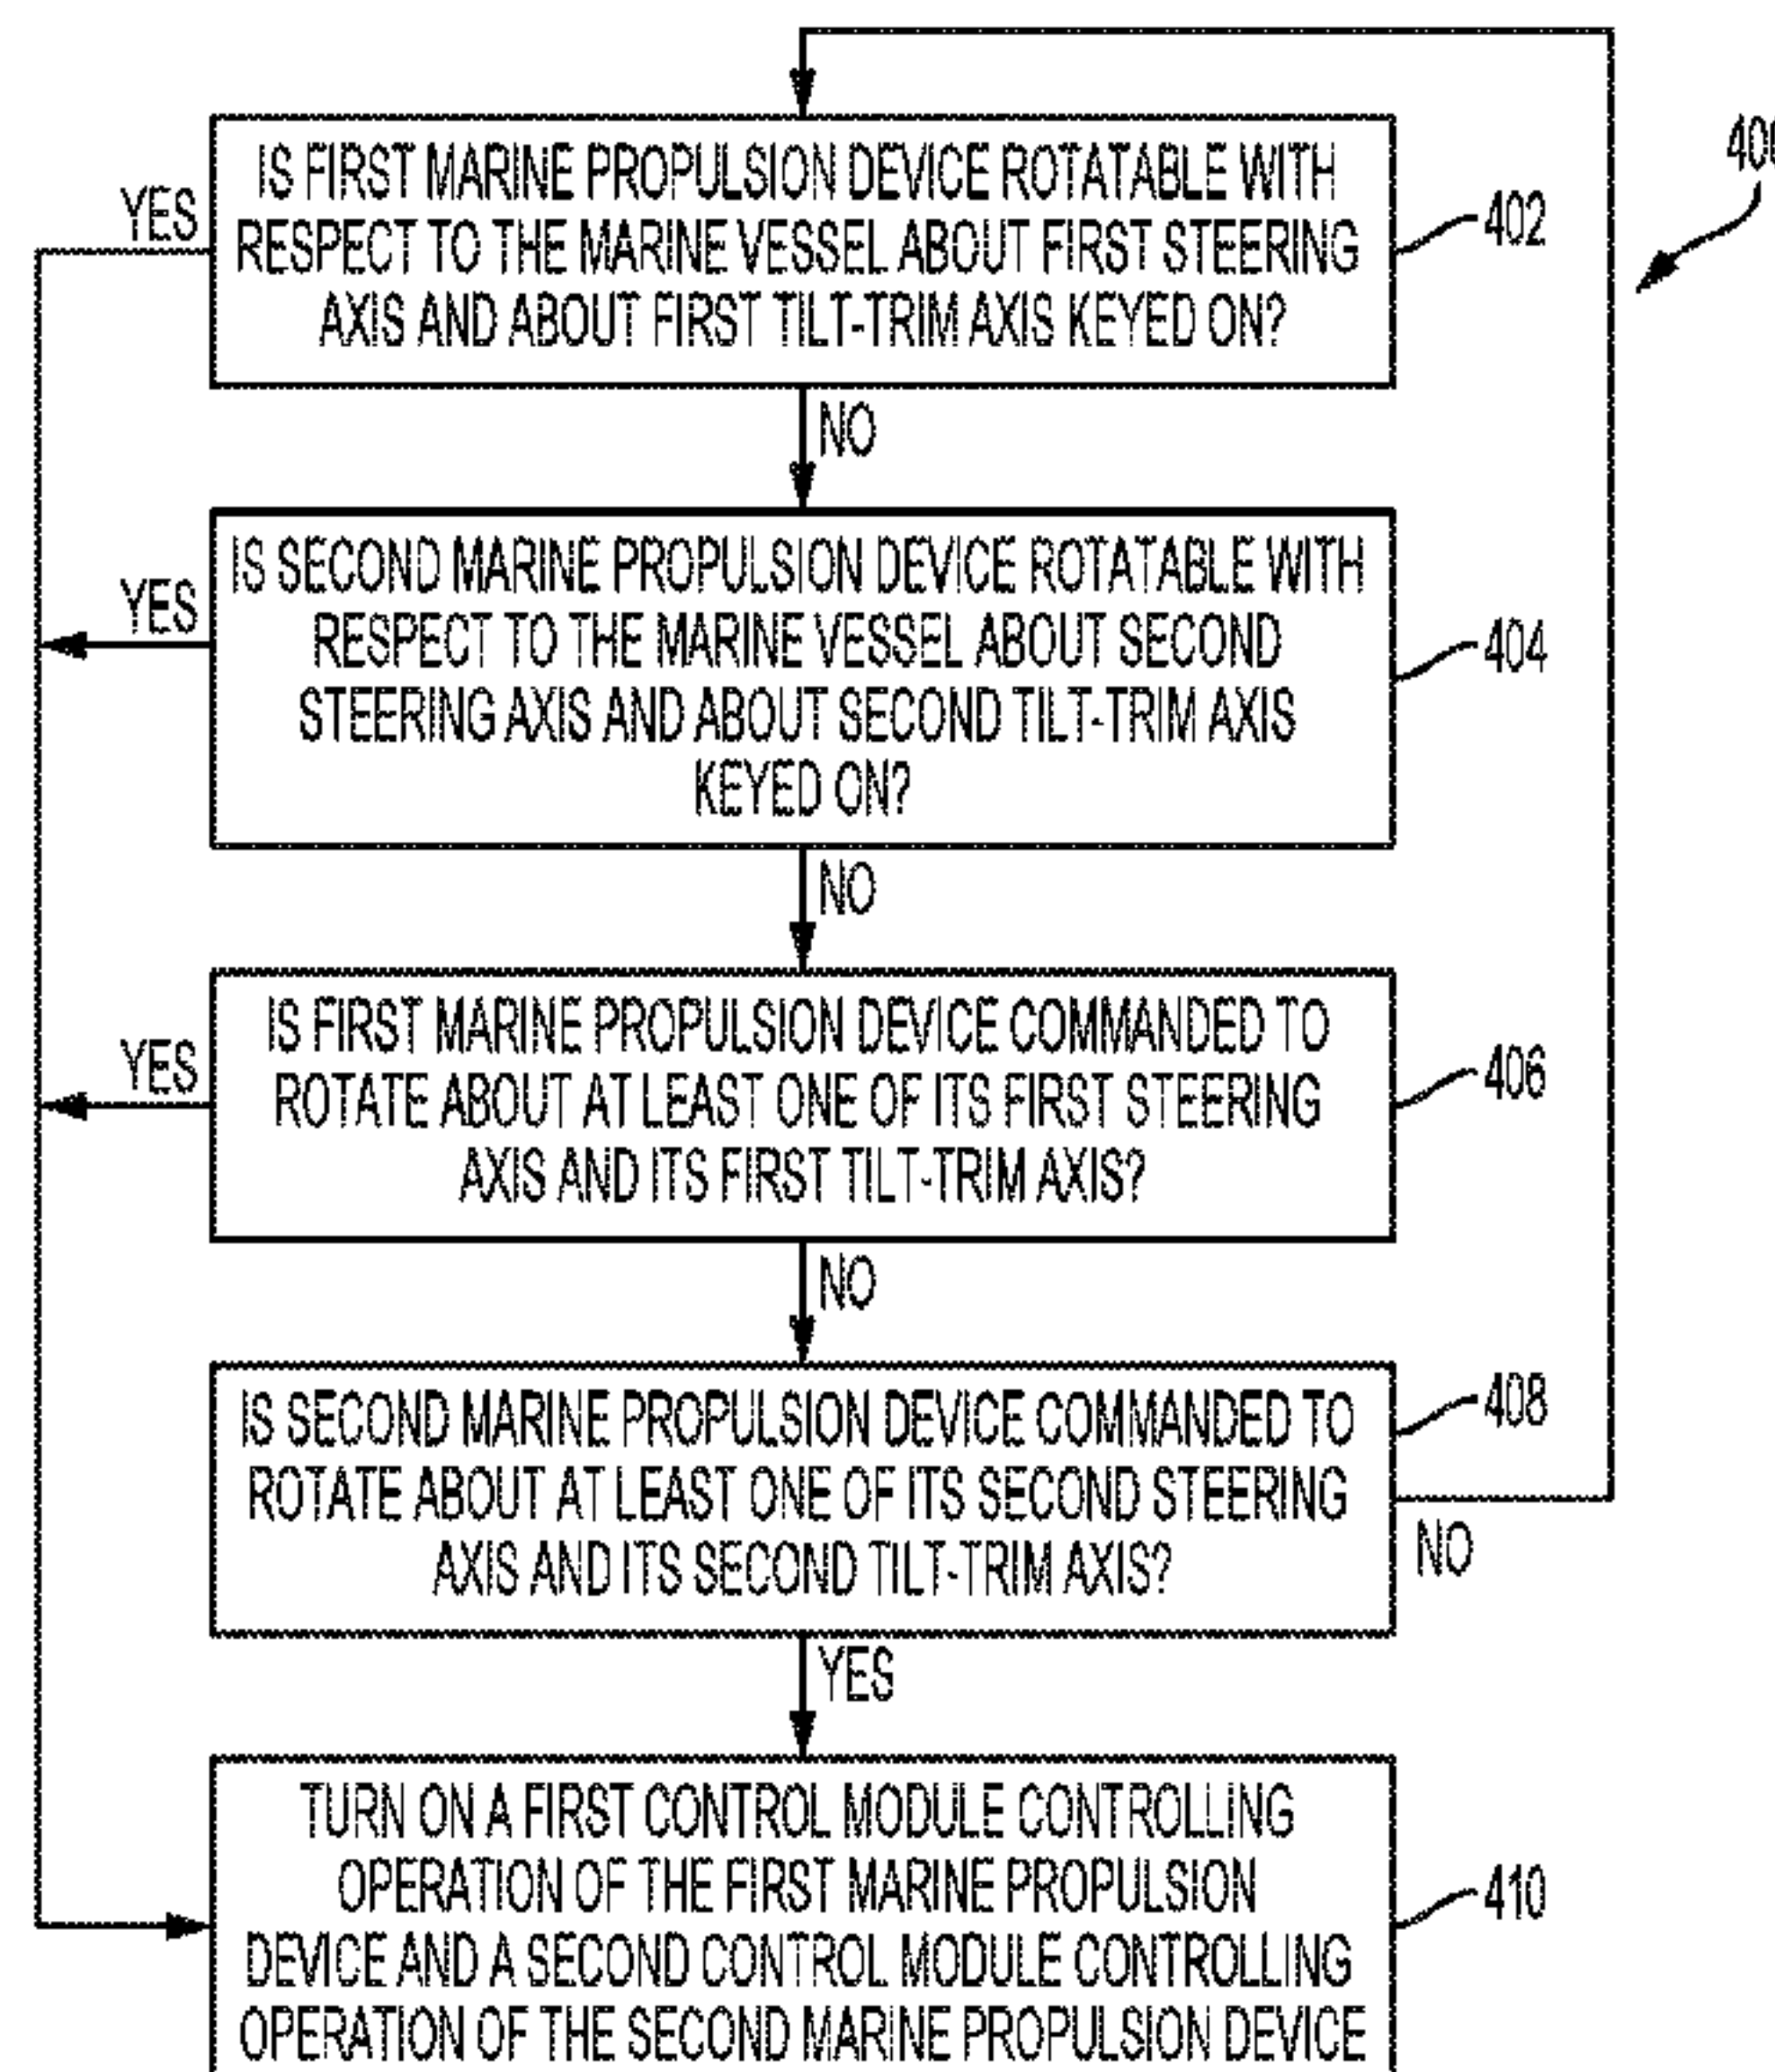 400
IS FIRST MARINE PROPULSION DEVICE ROTATABLE WITH
RESPECT TO THE MARINE VESSEL ABOUT FIRST STEERING
AXIS AND ABOUT FIRST TILT-TRIM AXIS KEYED ON?
402
YES
NO
IS SECOND MARINE PROPULSION DEVICE ROTATABLE WITH
RESPECT TO THE MARINE VESSEL ABOUT SECOND
STEERING AXIS AND ABOUT SECOND TILT-TRIM AXIS
KEYED ON?
404
YES
NO
IS FIRST MARINE PROPULSION DEVICE COMMANDED TO
ROTATE ABOUT AT LEAST ONE OF ITS FIRST STEERING
AXIS AND ITS FIRST TILT-TRIM AXIS?
406
YES
NO
IS SECOND MARINE PROPULSION DEVICE COMMANDED TO
ROTATE ABOUT AT LEAST ONE OF ITS SECOND STEERING
AXIS AND ITS SECOND TILT-TRIM AXIS?
408
NO
YES
TURN ON A FIRST CONTROL MODULE CONTROLLING
OPERATION OF THE FIRST MARINE PROPULSION
DEVICE AND A SECOND CONTROL MODULE CONTROLLING
OPERATION OF THE SECOND MARINE PROPULSION DEVICE
410